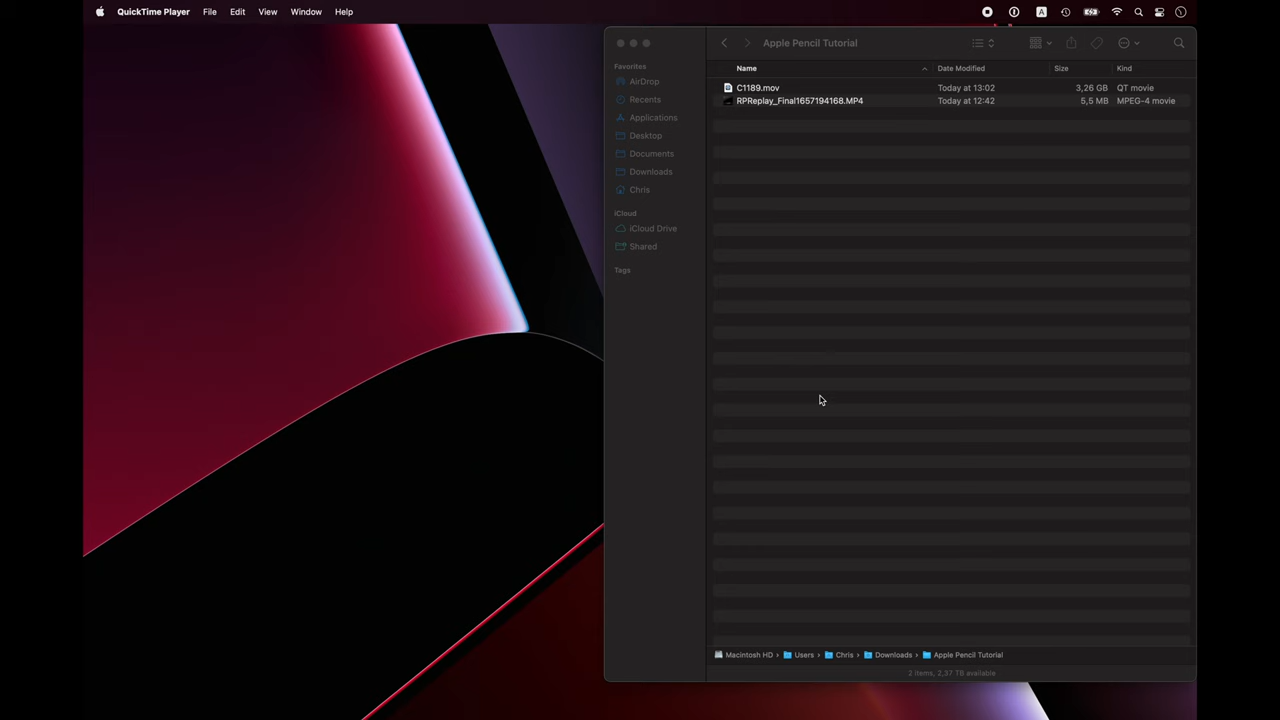 QuickTime Player File Edit View Window Help
A
Apple Pencil Tutorial
Favorites
AirDrop
Recents
Applications
Desktop
Documents
Downloads
Chris
iCloud
iCloud Drive
Shared
Tags
Name Date Modified Size Kind
C1189.mov Today at 13:02 3,26 GB QT movie
RPReplay_Final1657194168.MP4 Today at 12:42 5,5 MB MPEG-4 movie
Macintosh HD › Users › Chris › Downloads › Apple Pencil Tutorial
2 items, 2,37 TB available